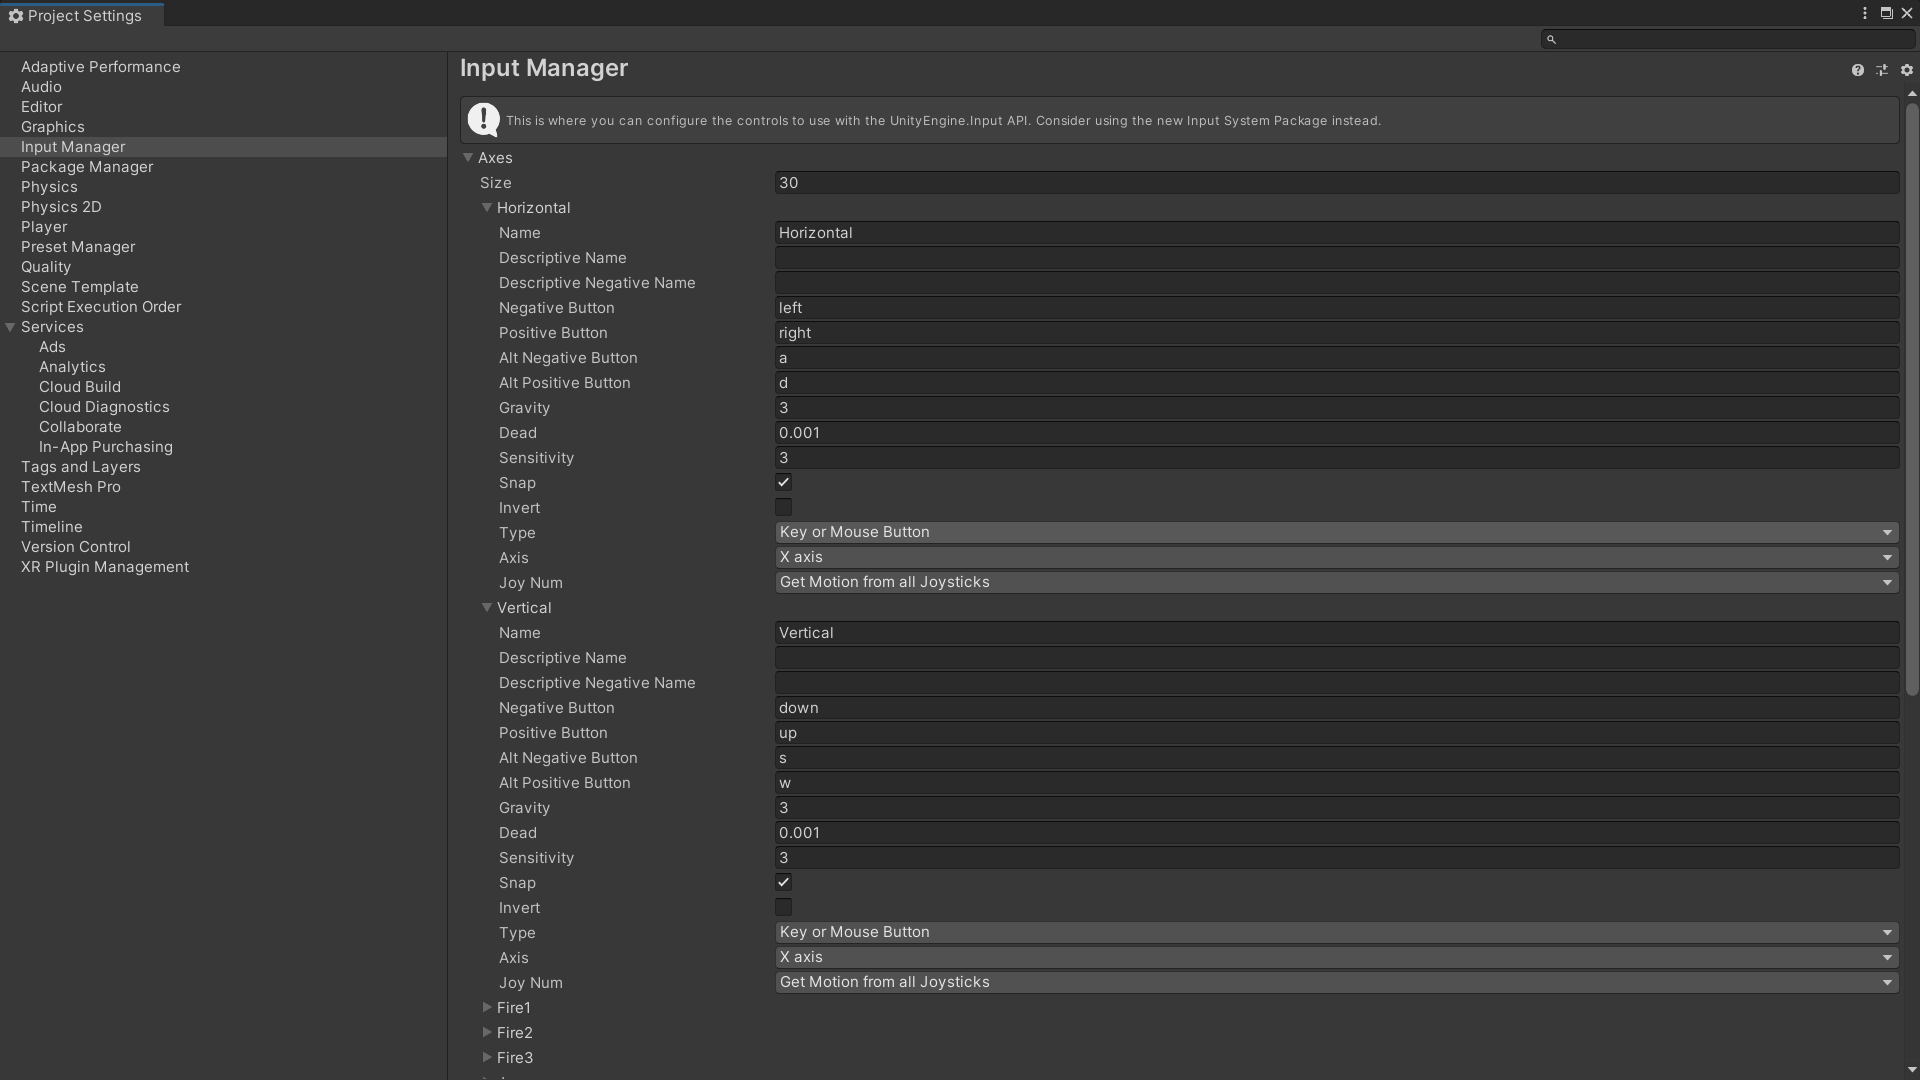 Project Settings
Adaptive Performance
Audio
Editor
Graphics
Input Manager
Package Manager
Physics
Physics 2D
Player
Preset Manager
Quality
Scene Template
Script Execution Order
Services
Ads
Analytics
Cloud Build
Cloud Diagnostics
Collaborate
In-App Purchasing
Tags and Layers
TextMesh Pro
Time
Timeline
Version Control
XR Plugin Management
Input Manager
This is where you can configure the controls to use with the UnityEngine.Input API. Consider using the new Input System Package instead.
Axes
Size 30
Horizontal
Name Horizontal
Descriptive Name
Descriptive Negative Name
Negative Button left
Positive Button right
Alt Negative Button a
Alt Positive Button d
Gravity 3
Dead 0.001
Sensitivity 3
Snap
Invert
Type Key or Mouse Button
Axis X axis
Joy Num Get Motion from all Joysticks
Vertical
Name Vertical
Descriptive Name
Descriptive Negative Name
Negative Button down
Positive Button up
Alt Negative Button s
Alt Positive Button w
Gravity 3
Dead 0.001
Sensitivity 3
Snap
Invert
Type Key or Mouse Button
Axis X axis
Joy Num Get Motion from all Joysticks
Fire1
Fire2
Fire3